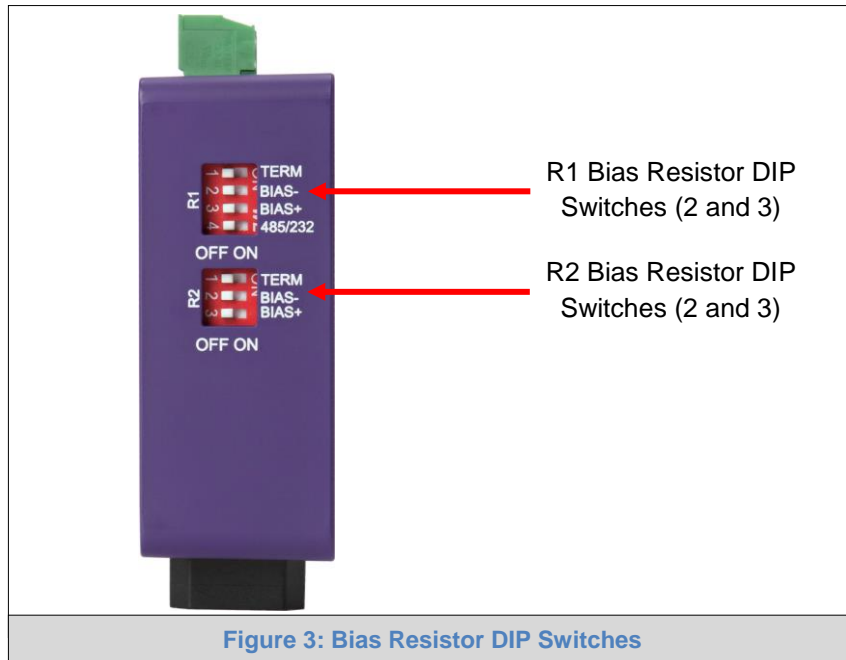 1 TERM
2 BIAS-
3 BIAS+
4 485/232
R1
OFF ON
1 TERM
2 BIAS-
3 BIAS+
R2
OFF ON
R1 Bias Resistor DIP
Switches (2 and 3)
R2 Bias Resistor DIP
Switches (2 and 3)
Figure 3: Bias Resistor DIP Switches